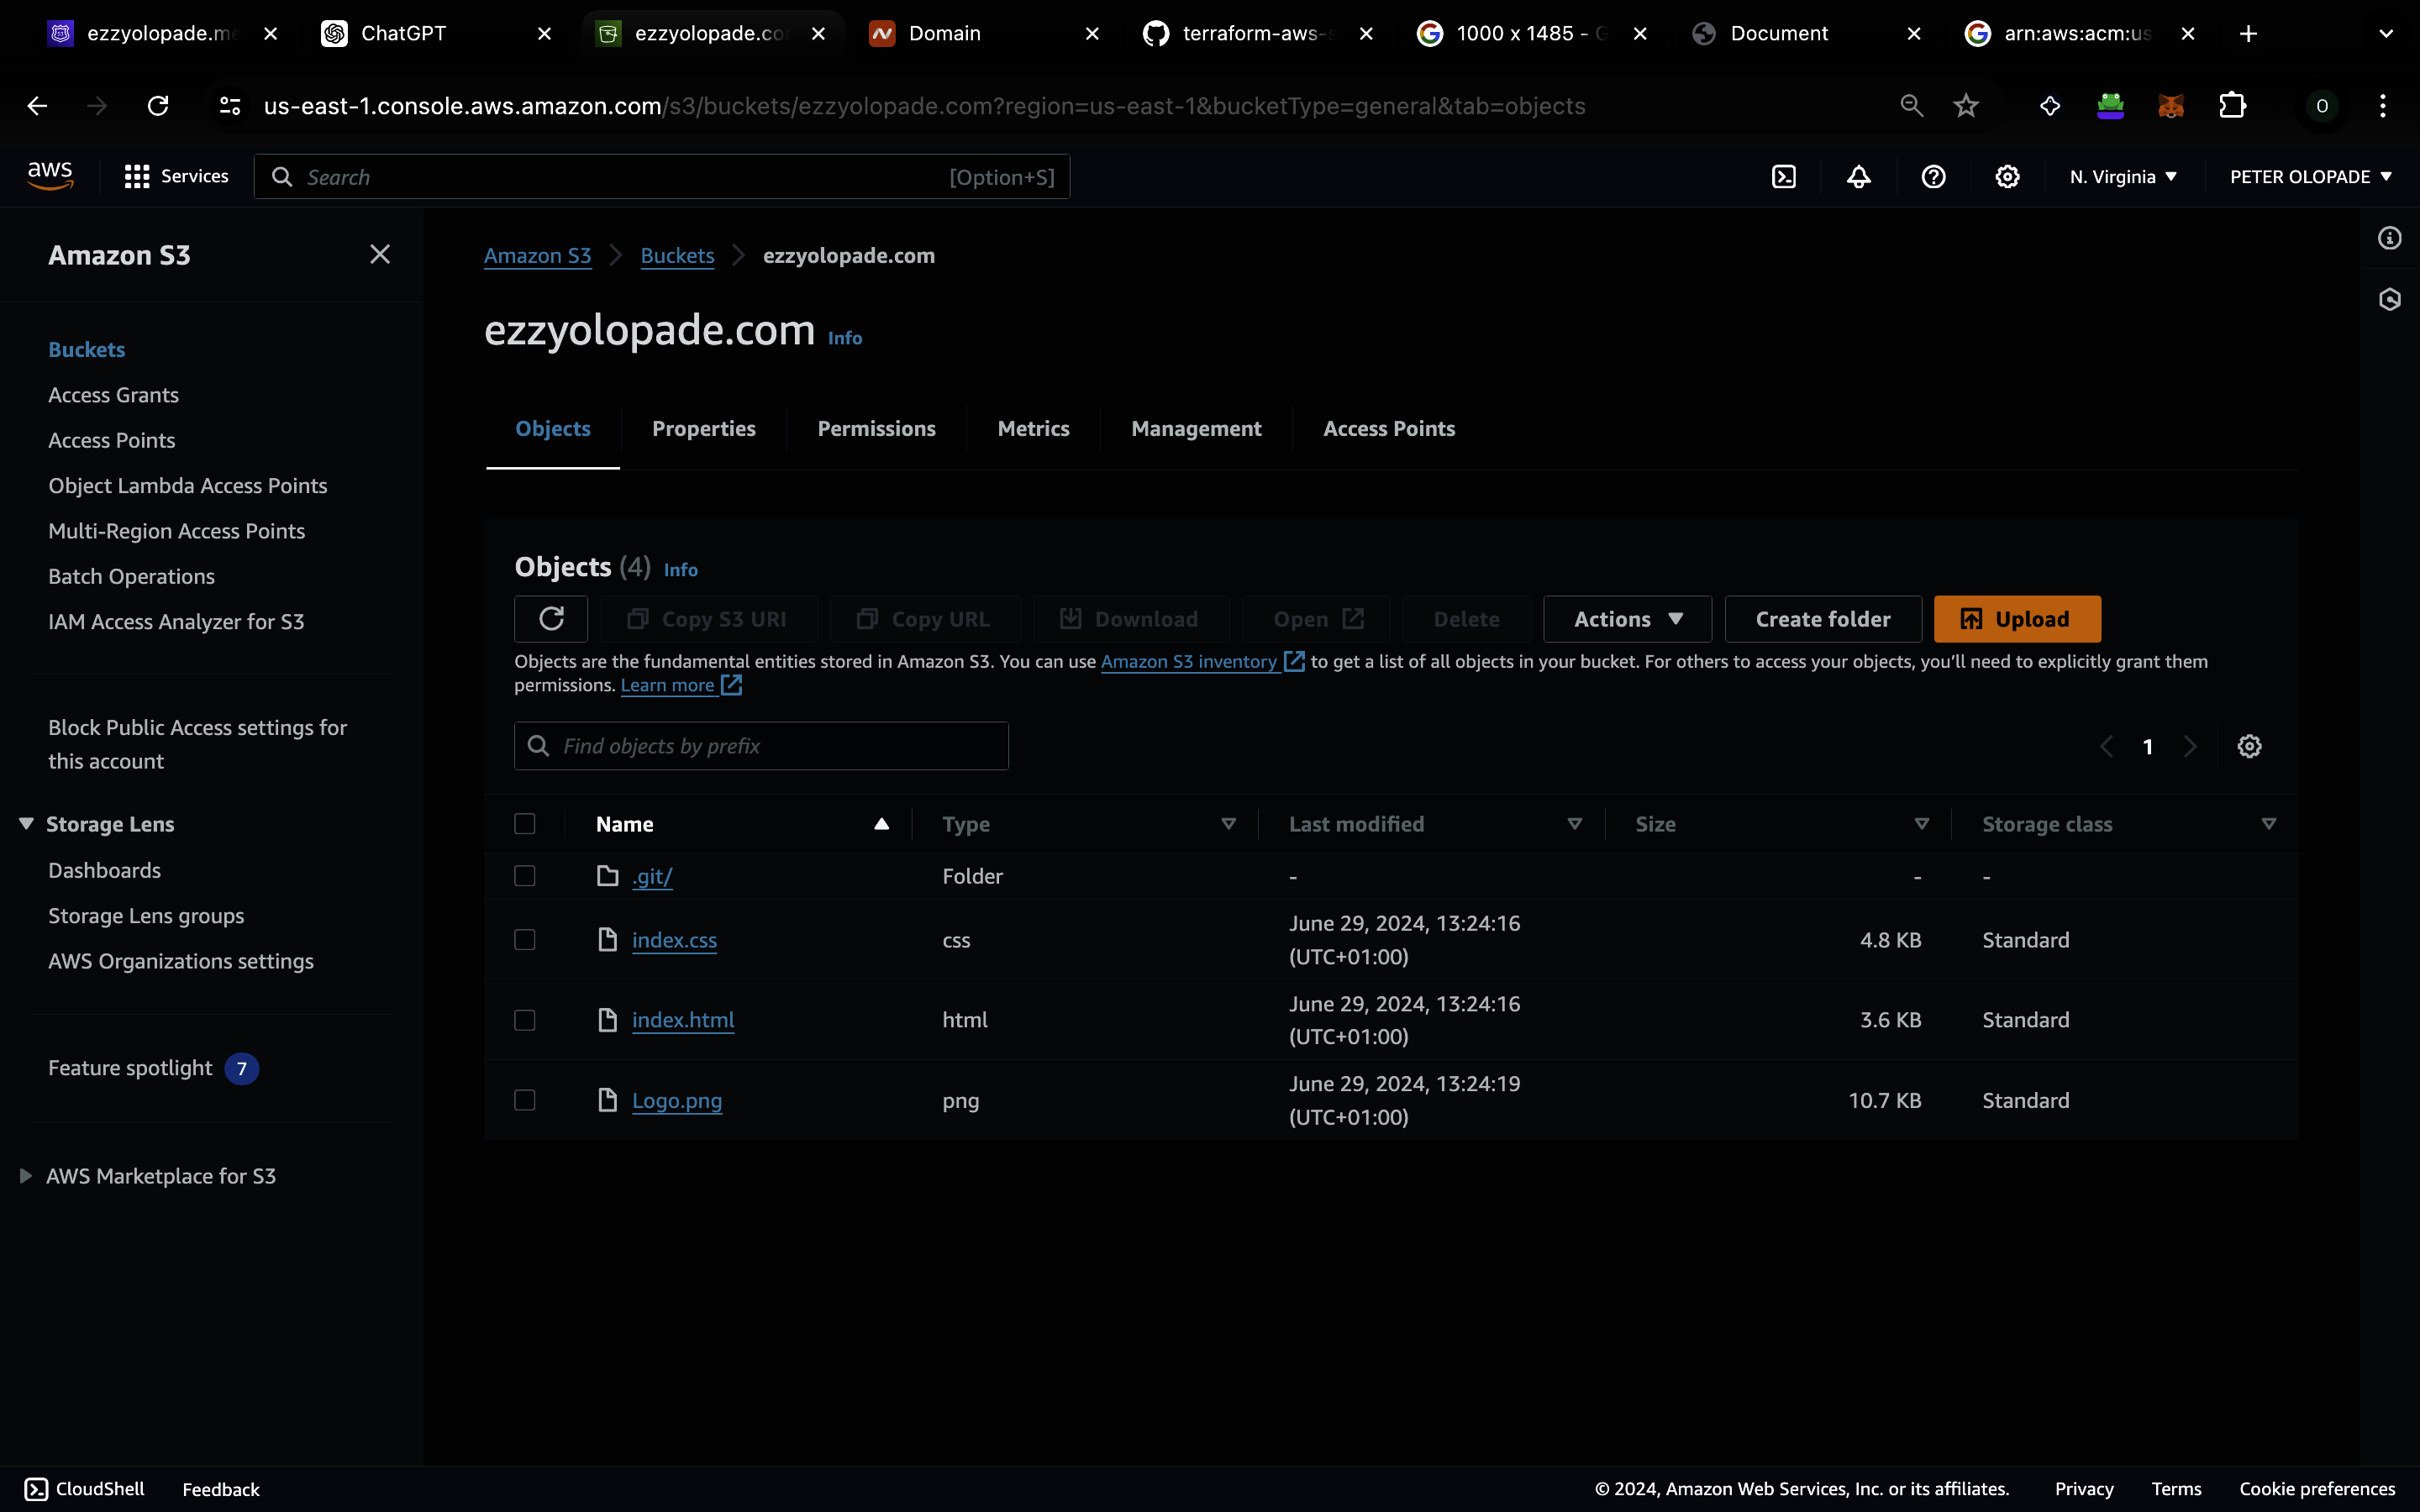 ezzyolopade.me
ChatGPT
ezzyolopade.co
Domain
terraform-aws-s
1000 x 1485 - G
Document
arn:aws:acm:us
us-east-1.console.aws.amazon.com/s3/buckets/ezzyolopade.com?region=us-east-1&bucketType=general&tab=objects
O
aws
Services
Search
[Option+S]
N. Virginia
PETER OLOPADE
Amazon S3
Buckets
Access Grants
Access Points
Object Lambda Access Points
Multi-Region Access Points
Batch Operations
IAM Access Analyzer for S3
Block Public Access settings for
this account
Storage Lens
Dashboards
Storage Lens groups
AWS Organizations settings
Feature spotlight 7
AWS Marketplace for S3
Amazon S3 > Buckets > ezzyolopade.com
ezzyolopade.com Info
Objects
Properties
Permissions
Metrics
Management
Access Points
Objects (4) Info
Copy S3 URI
Copy URL
Download
Open
Delete
Actions
Create folder
Upload
Objects are the fundamental entities stored in Amazon S3. You can use Amazon S3 inventory to get a list of all objects in your bucket. For others to access your objects, you’ll need to explicitly grant them
permissions. Learn more
Find objects by prefix
1
Name Type Last modified Size Storage class
.git/ Folder - - -
index.css css June 29, 2024, 13:24:16 (UTC+01:00) 4.8 KB Standard
index.html html June 29, 2024, 13:24:16 (UTC+01:00) 3.6 KB Standard
Logo.png png June 29, 2024, 13:24:19 (UTC+01:00) 10.7 KB Standard
CloudShell
Feedback
© 2024, Amazon Web Services, Inc. or its affiliates.
Privacy
Terms
Cookie preferences